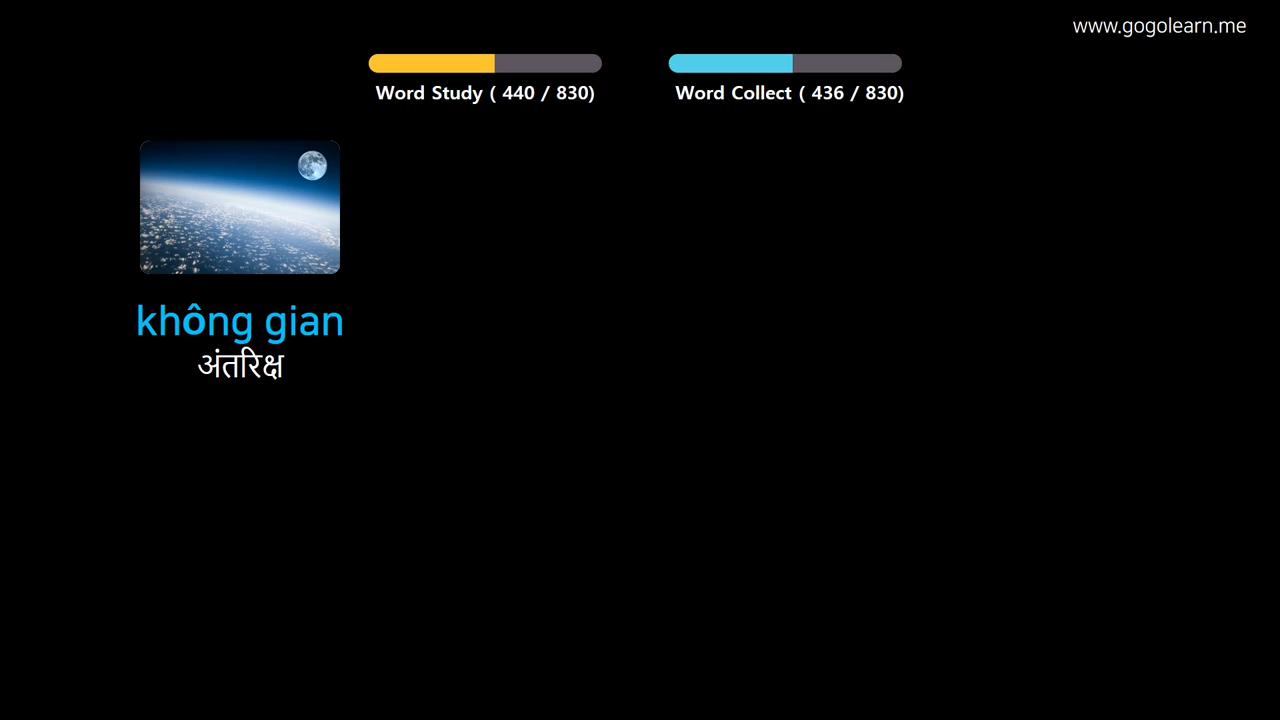 www.gogolearn.me
Word Study ( 440 / 830)
Word Collect ( 436 / 830)
không gian
अंतरिक्ष